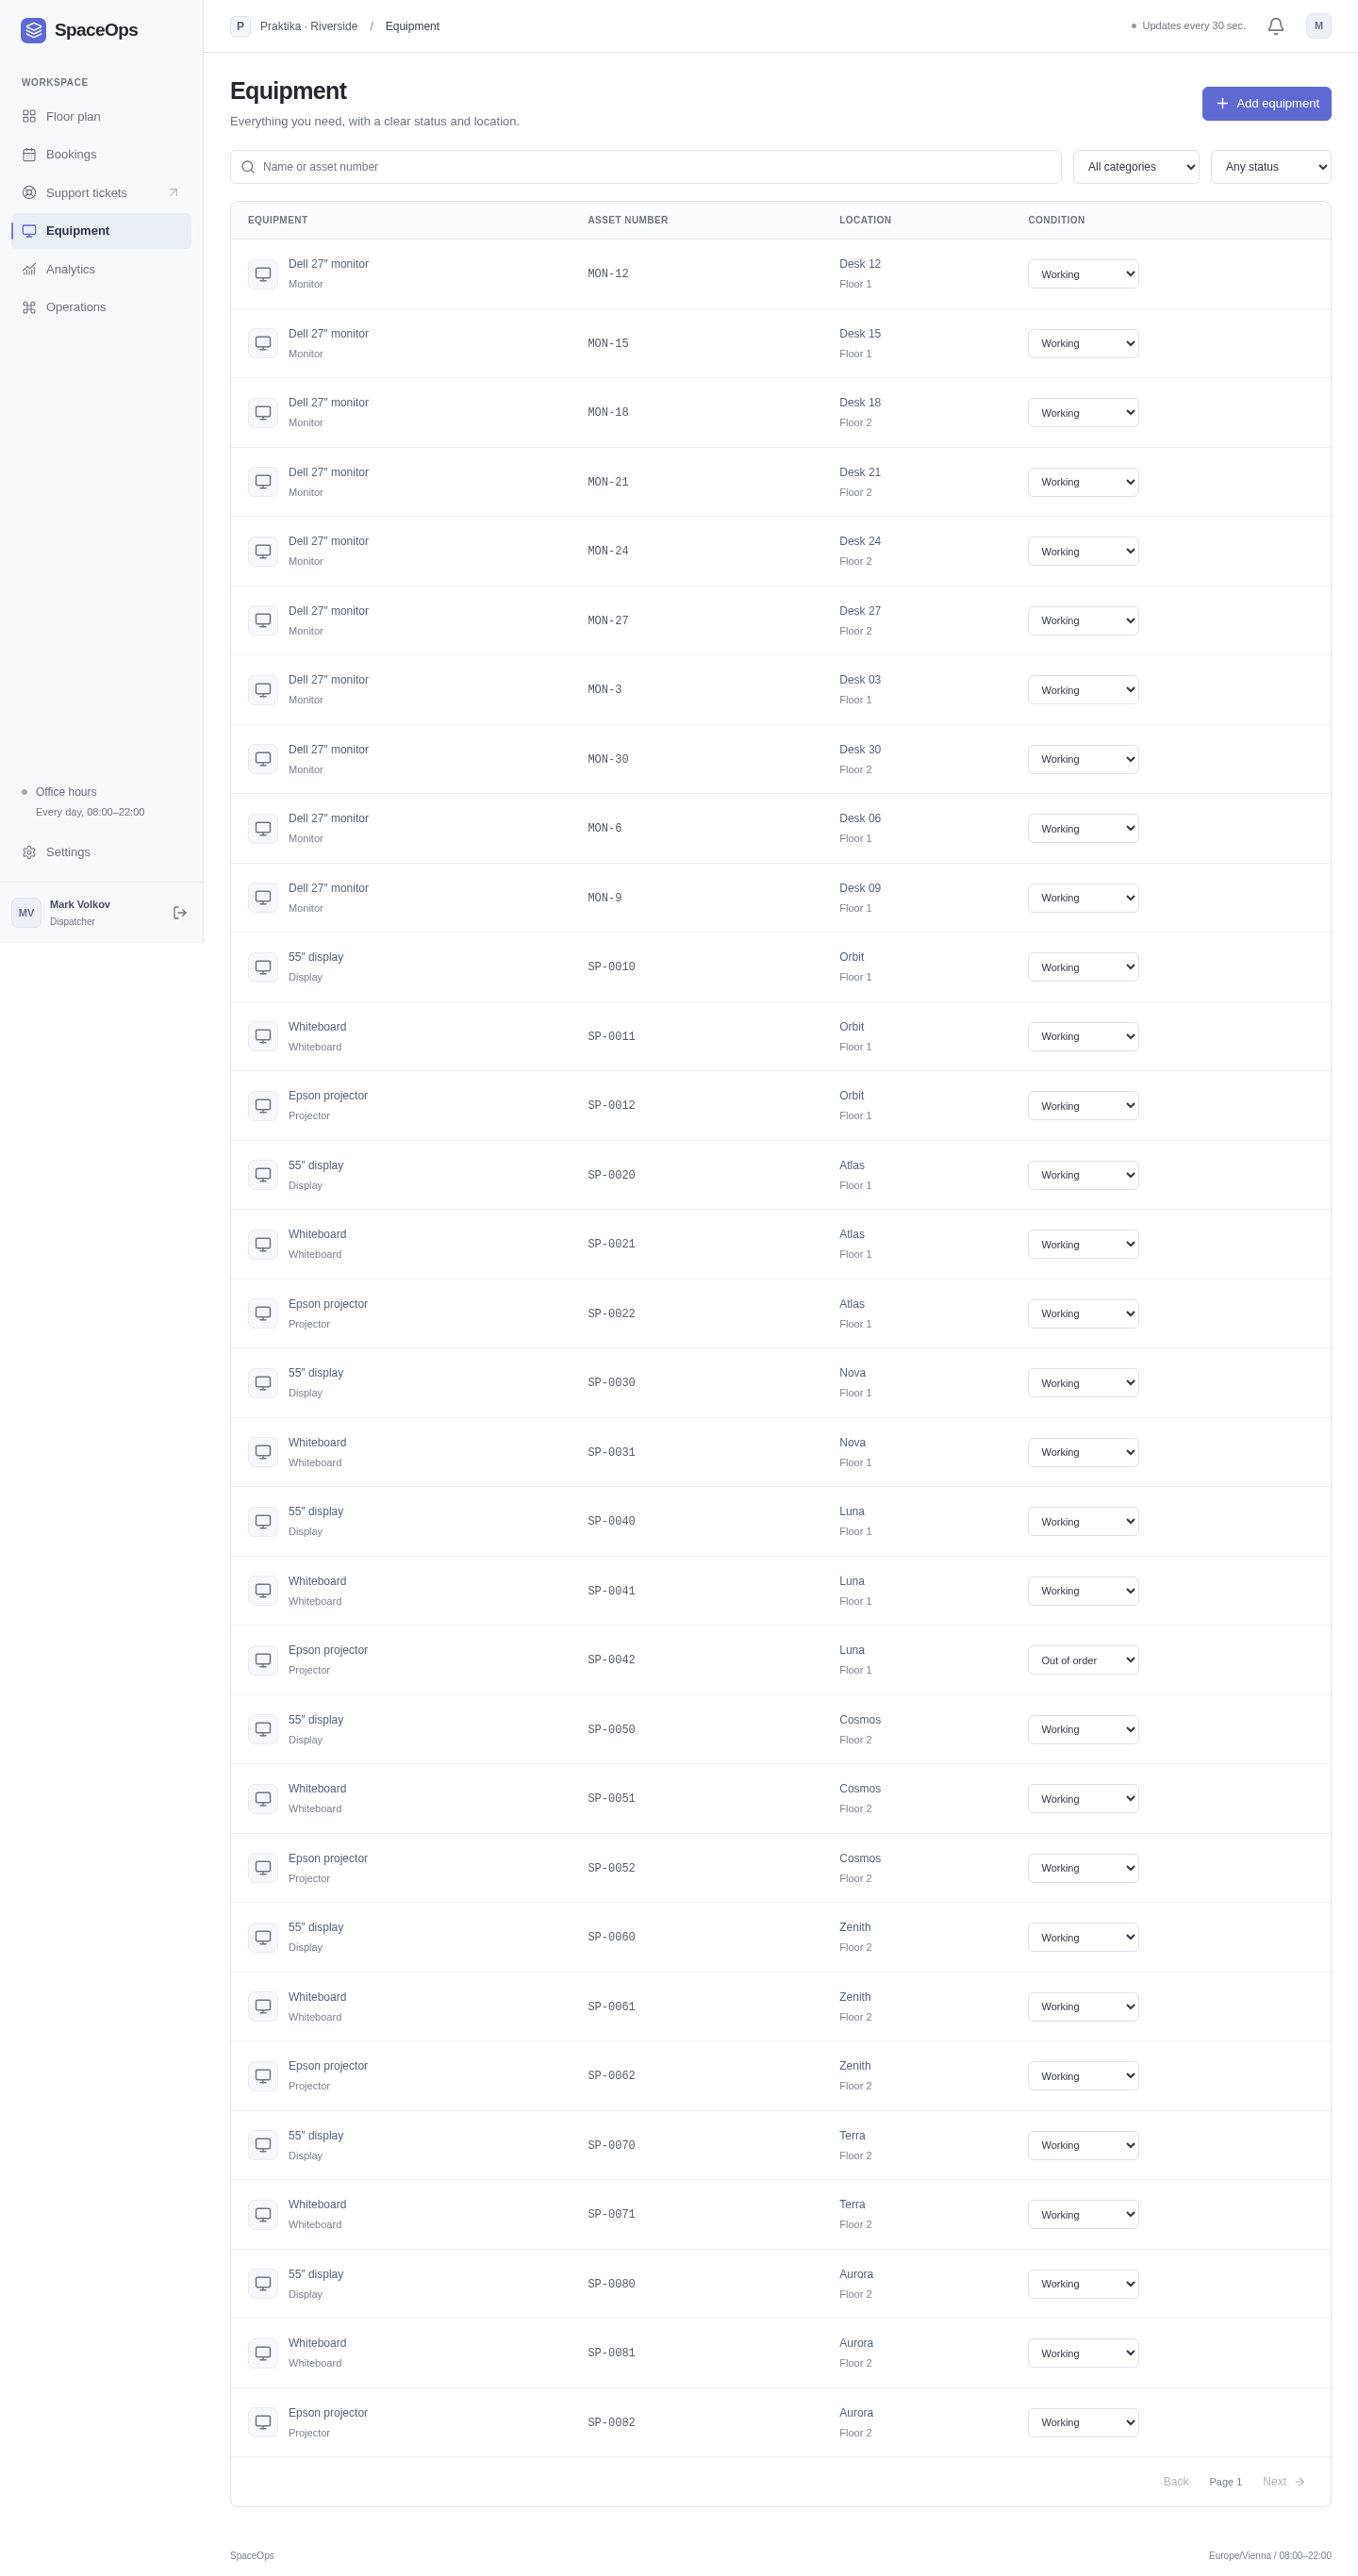 SpaceOps
WORKSPACE
Floor plan
Bookings
Support tickets
Equipment
Analytics
Operations
Office hours
Every day, 08:00–22:00
Settings
MV
Mark Volkov
Dispatcher
P Praktika · Riverside / Equipment
Updates every 30 sec.
M
Equipment
Everything you need, with a clear status and location.
Add equipment
Name or asset number
All categories
Any status
EQUIPMENT ASSET NUMBER LOCATION CONDITION
Dell 27″ monitor
Monitor
MON-12
Desk 12
Floor 1
Working
Dell 27″ monitor
Monitor
MON-15
Desk 15
Floor 1
Working
Dell 27″ monitor
Monitor
MON-18
Desk 18
Floor 2
Working
Dell 27″ monitor
Monitor
MON-21
Desk 21
Floor 2
Working
Dell 27″ monitor
Monitor
MON-24
Desk 24
Floor 2
Working
Dell 27″ monitor
Monitor
MON-27
Desk 27
Floor 2
Working
Dell 27″ monitor
Monitor
MON-3
Desk 03
Floor 1
Working
Dell 27″ monitor
Monitor
MON-30
Desk 30
Floor 2
Working
Dell 27″ monitor
Monitor
MON-6
Desk 06
Floor 1
Working
Dell 27″ monitor
Monitor
MON-9
Desk 09
Floor 1
Working
55″ display
Display
SP-0010
Orbit
Floor 1
Working
Whiteboard
Whiteboard
SP-0011
Orbit
Floor 1
Working
Epson projector
Projector
SP-0012
Orbit
Floor 1
Working
55″ display
Display
SP-0020
Atlas
Floor 1
Working
Whiteboard
Whiteboard
SP-0021
Atlas
Floor 1
Working
Epson projector
Projector
SP-0022
Atlas
Floor 1
Working
55″ display
Display
SP-0030
Nova
Floor 1
Working
Whiteboard
Whiteboard
SP-0031
Nova
Floor 1
Working
55″ display
Display
SP-0040
Luna
Floor 1
Working
Whiteboard
Whiteboard
SP-0041
Luna
Floor 1
Working
Epson projector
Projector
SP-0042
Luna
Floor 1
Out of order
55″ display
Display
SP-0050
Cosmos
Floor 2
Working
Whiteboard
Whiteboard
SP-0051
Cosmos
Floor 2
Working
Epson projector
Projector
SP-0052
Cosmos
Floor 2
Working
55″ display
Display
SP-0060
Zenith
Floor 2
Working
Whiteboard
Whiteboard
SP-0061
Zenith
Floor 2
Working
Epson projector
Projector
SP-0062
Zenith
Floor 2
Working
55″ display
Display
SP-0070
Terra
Floor 2
Working
Whiteboard
Whiteboard
SP-0071
Terra
Floor 2
Working
55″ display
Display
SP-0080
Aurora
Floor 2
Working
Whiteboard
Whiteboard
SP-0081
Aurora
Floor 2
Working
Epson projector
Projector
SP-0082
Aurora
Floor 2
Working
Back Page 1 Next
SpaceOps
Europe/Vienna / 08:00–22:00